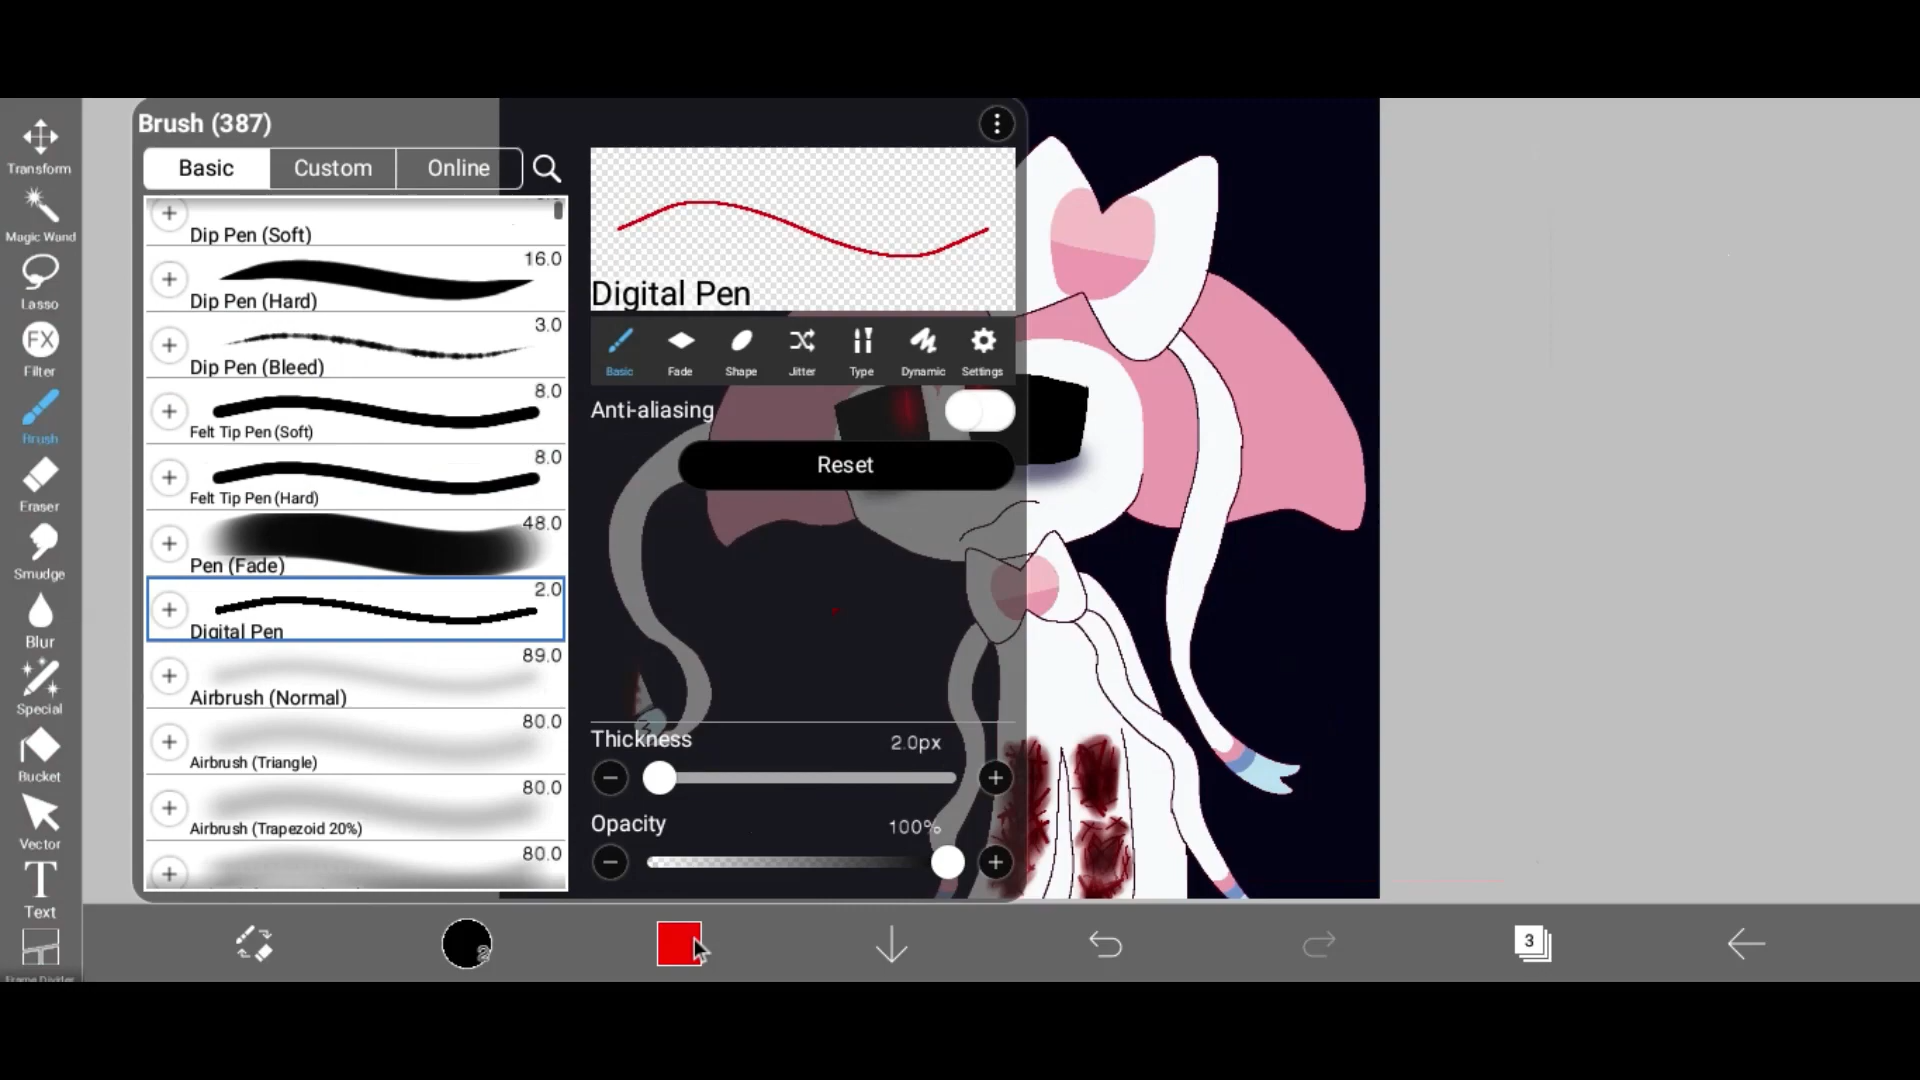 Transform
Magic Wand
Lasso
FX
Filter
Brush
Eraser
Smudge
Blur
Special
Bucket
Vector
T
Text
Frame Divider
Brush (387)
Basic
Custom
Online
Dip Pen (Soft)
16.0
Dip Pen (Hard)
3.0
Dip Pen (Bleed)
8.0
Felt Tip Pen (Soft)
8.0
Felt Tip Pen (Hard)
48.0
Pen (Fade)
2.0
Digital Pen
89.0
Airbrush (Normal)
80.0
Airbrush (Triangle)
80.0
Airbrush (Trapezoid 20%)
80.0
Digital Pen
Basic
Fade
Shape
Jitter
Type
Dynamic
Settings
Anti-aliasing
Reset
Thickness
2.0px
Opacity
100%
2
3